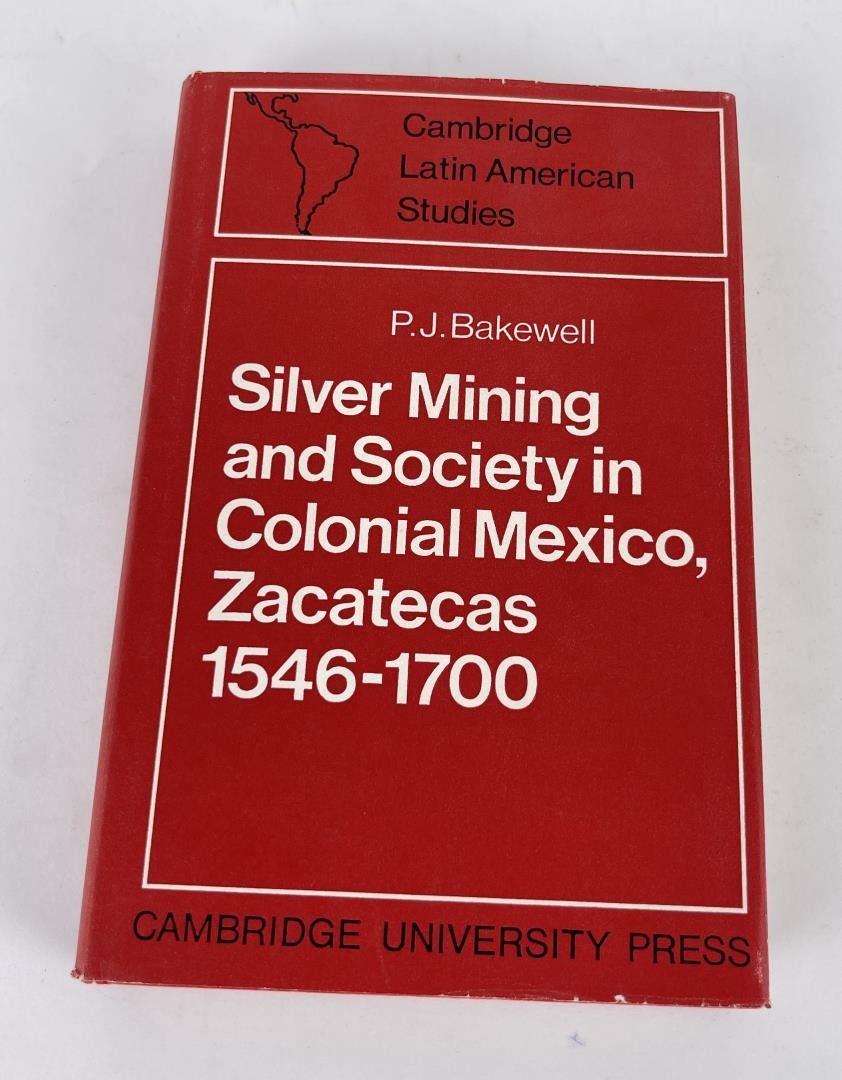 Cambridge
Latin American
Studies
P.J.Bakewell
Silver Mining
and Society in
Colonial Mexico,
Zacatecas
1546-1700
CAMBRIDGE UNIVERSITY PRESS